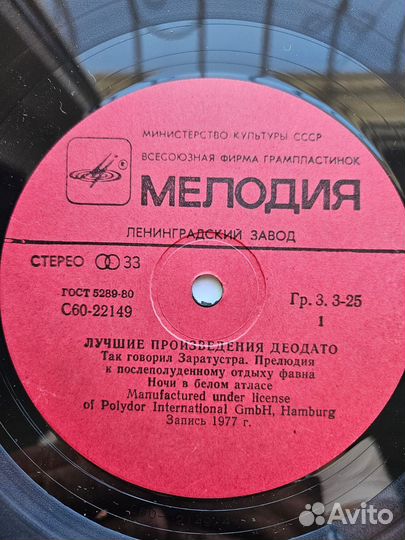 МИНИСТЕРСТВО КУЛЬТУРЫ СССР
ВСЕСОЮЗНАЯ ФИРМА ГРАМПЛАСТИНОК
® МЕЛОДИЯ
ЛЕНИНГРАДСКИЙ ЗАВОД
СТЕРЕО 33
ГОСТ 5289-80
С60-22149
Гр. 3. 3-25
1
ЛУЧШИЕ ПРОИЗВЕДЕНИЯ ДЕОДАТО
Так говорил Заратустра. Прелюдия
к послеполуденному отдыху фавна
Ночи в белом атласе
Manufactured under license
of Polydor International GmbH, Hamburg
Запись 1977 г.
Avito